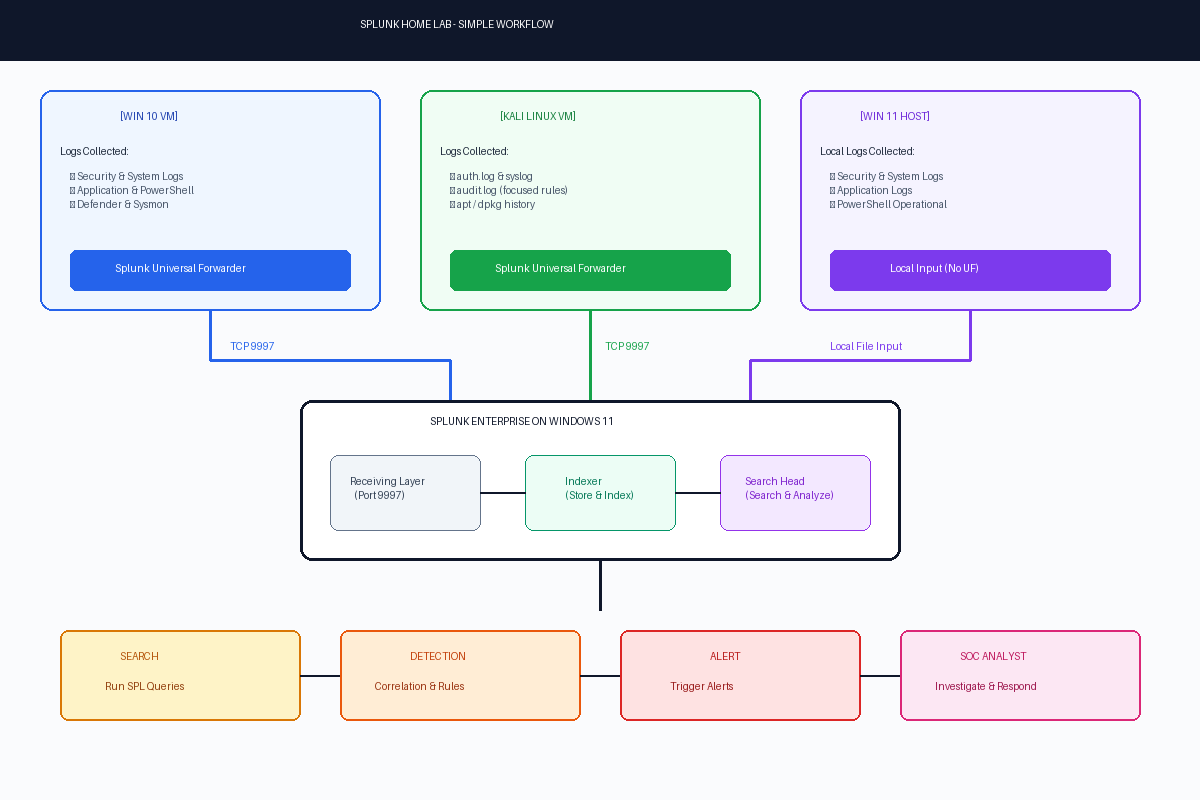 SPLUNK HOME LAB - SIMPLE WORKFLOW
[WIN 10 VM]
Logs Collected:
Security & System Logs
Application & PowerShell
Defender & Sysmon
Splunk Universal Forwarder
[KALI LINUX VM]
Logs Collected:
auth.log & syslog
audit.log (focused rules)
apt / dpkg history
Splunk Universal Forwarder
[WIN 11 HOST]
Local Logs Collected:
Security & System Logs
Application Logs
PowerShell Operational
Local Input (No UF)
TCP 9997
TCP 9997
Local File Input
SPLUNK ENTERPRISE ON WINDOWS 11
Receiving Layer
(Port 9997)
Indexer
(Store & Index)
Search Head
(Search & Analyze)
SEARCH
Run SPL Queries
DETECTION
Correlation & Rules
ALERT
Trigger Alerts
SOC ANALYST
Investigate & Respond